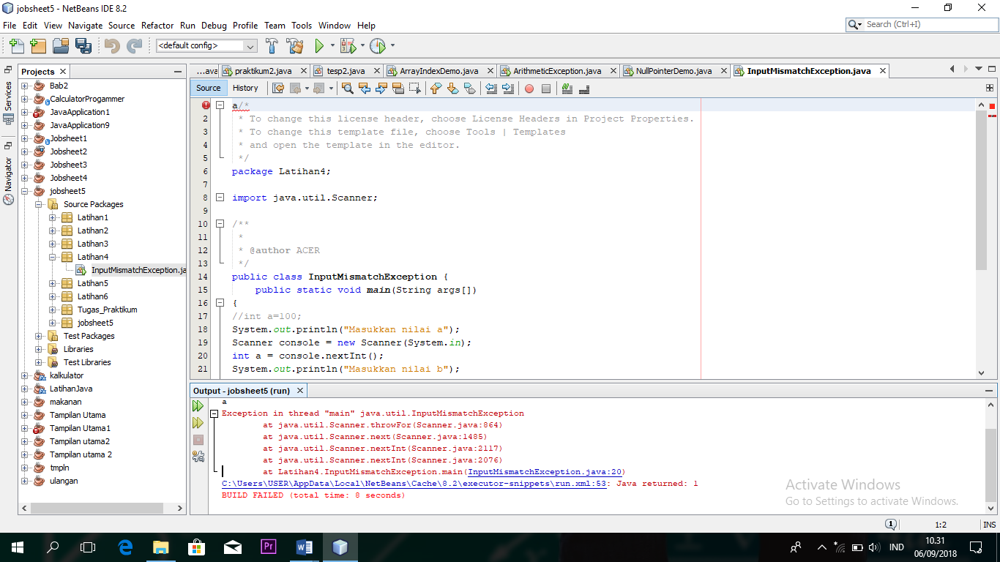 jobsheet5 - NetBeans IDE 8.2
File Edit View Navigate Source Refactor Run Debug Profile Team Tools Window Help
Search (Ctrl+I)
<default config>
Projects
...ava praktikum2.java tesp2.java ArrayIndexDemo.java ArithmeticException.java NullPointerDemo.java InputMismatchException.java
Source History
Services
Navigator
Bab2
CalculatorProgammer
JavaApplication1
JavaApplication9
Jobsheet1
Jobsheet2
Jobsheet3
Jobsheet4
jobsheet5
Source Packages
Latihan1
Latihan2
Latihan3
Latihan4
InputMismatchException.ja
Latihan5
Latihan6
Tugas_Praktikum
jobsheet5
Test Packages
Libraries
Test Libraries
kalkulator
LatihanJava
makanan
Tampilan Utama
Tampilan Utama1
Tampilan utama2
Tampilan utama 2
tmpln
ulangan
a/*
2 * To change this license header, choose License Headers in Project Properties.
3 * To change this template file, choose Tools | Templates
4 * and open the template in the editor.
5 */
6 package Latihan4;
7
8 import java.util.Scanner;
9
10 /**
11 *
12 * @author ACER
13 */
14 public class InputMismatchException {
15 public static void main(String args[])
16 {
17 //int a=100;
18 System.out.println("Masukkan nilai a");
19 Scanner console = new Scanner(System.in);
20 int a = console.nextInt();
21 System.out.println("Masukkan nilai b");
Output - jobsheet5 (run)
a
Exception in thread "main" java.util.InputMismatchException
at java.util.Scanner.throwFor(Scanner.java:864)
at java.util.Scanner.next(Scanner.java:1485)
at java.util.Scanner.nextInt(Scanner.java:2117)
at java.util.Scanner.nextInt(Scanner.java:2076)
at Latihan4.InputMismatchException.main(InputMismatchException.java:20)
C:\Users\USER\AppData\Local\NetBeans\Cache\8.2\executor-snippets\run.xml:53: Java returned: 1
BUILD FAILED (total time: 8 seconds)
Activate Windows
Go to Settings to activate Windows.
1 1:2 INS
Pr
IND
10.31
06/09/2018